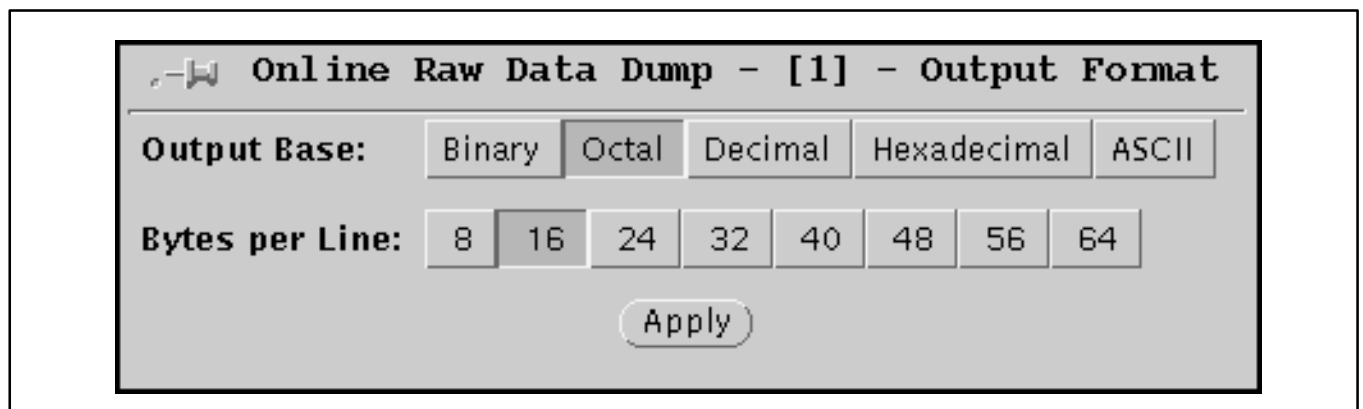 Online Raw Data Dump - [1] - Output Format
Output Base: Binary Octal Decimal Hexadecimal ASCII
Bytes per Line: 8 16 24 32 40 48 56 64
Apply